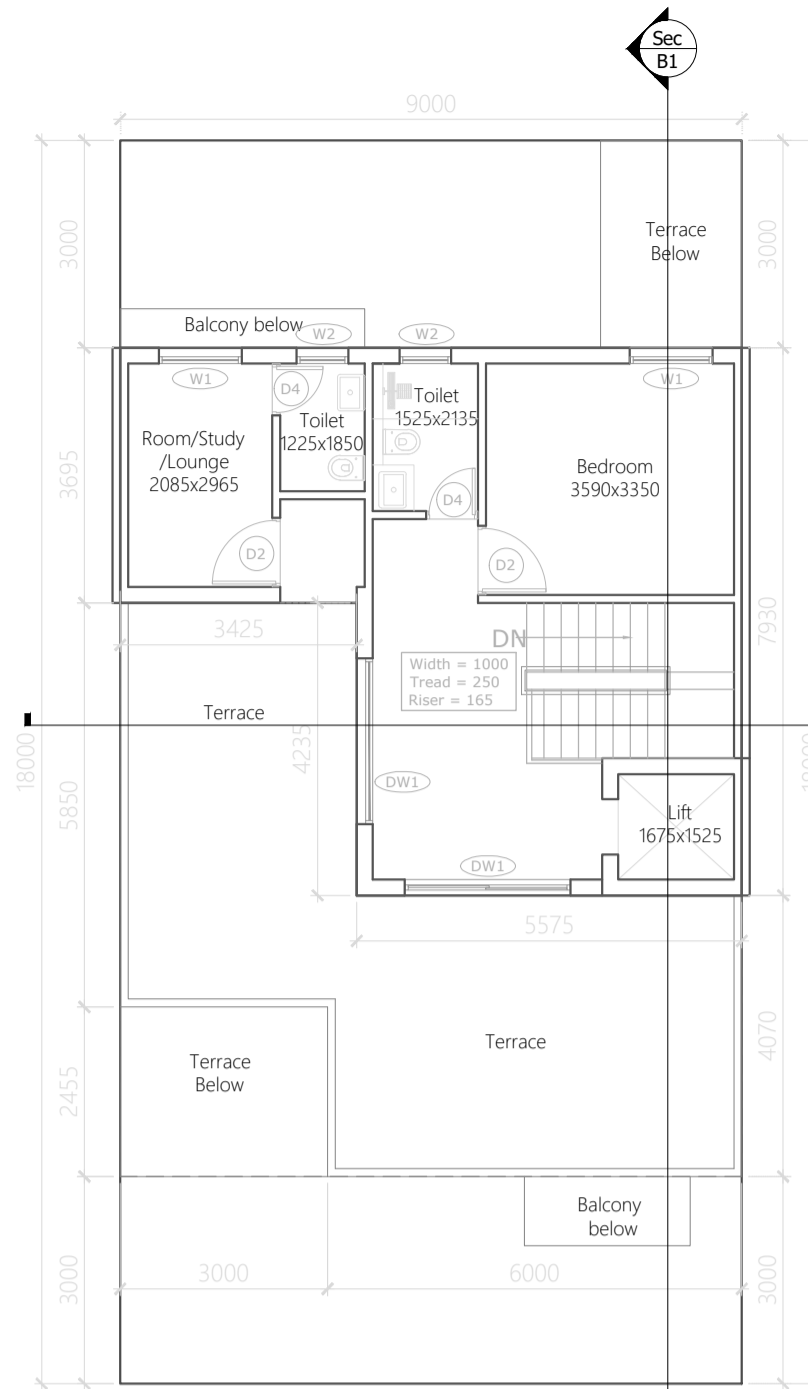 Sec
B1
9000
3000
Terrace
Below
3000
Balcony below
W2
W2
W1
D4
Toilet
1225x1850
Toilet
1525x2135
W1
Room/Study
/Lounge
2085x2965
Bedroom
3590x3350
3695
D4
D2
D2
3425
DN
Width = 1000
Tread = 250
Riser = 165
7930
Terrace
18000
5850
4235
DW1
Lift
1675x1525
DW1
5575
Terrace
Terrace
Below
4070
2455
Balcony
below
3000
3000
6000
3000